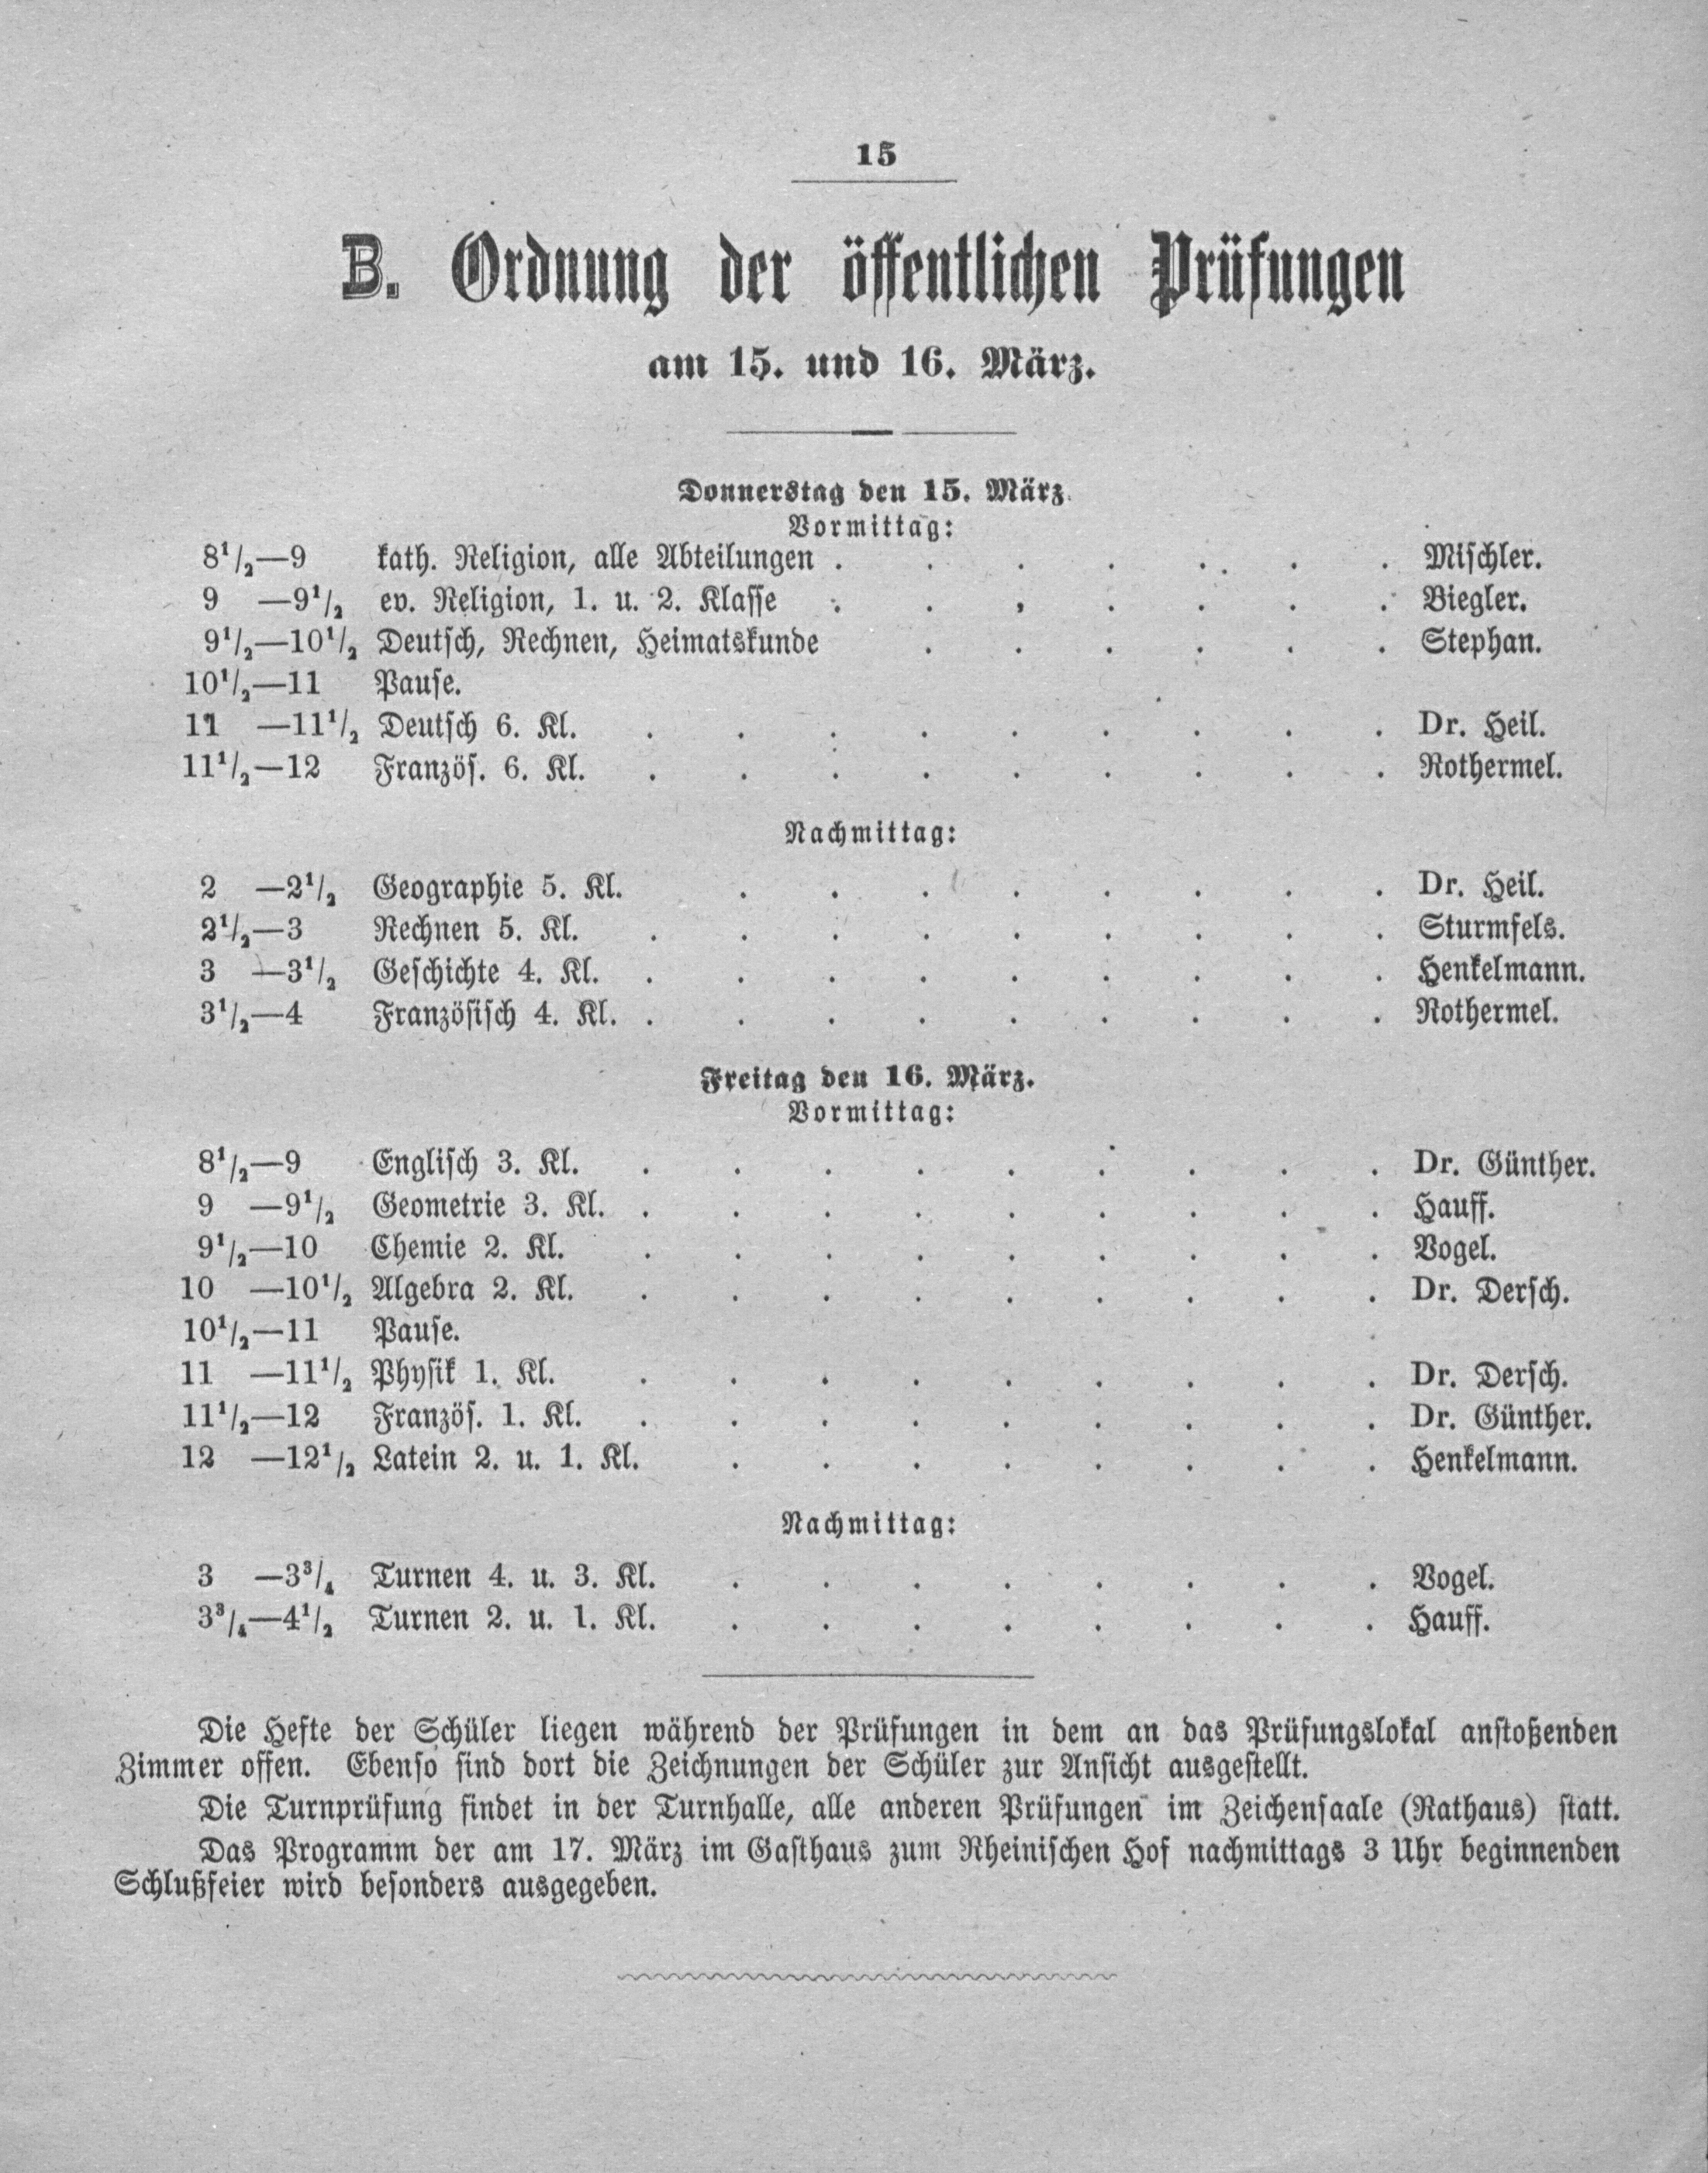 15
B. Ordnung der öffentlichen Prüfungen
am 15. und 16. März.
Donnerstag den 15. März.
Vormittag:
8¹/₂—9 kath. Religion, alle Abteilungen . . . . . . . Mischler.
9 —9¹/₂ ev. Religion, 1. u. 2. Klasse . . . . . . . Biegler.
9¹/₂—10¹/₂ Deutsch, Rechnen, Heimatskunde . . . . . . Stephan.
10¹/₂—11 Pause.
11 —11¹/₂ Deutsch 6. Kl. . . . . . . . . . Dr. Heil.
11¹/₂—12 Französ. 6. Kl. . . . . . . . . . Rothermel.
Nachmittag:
2 —2¹/₂ Geographie 5. Kl. . . . . . . . . Dr. Heil.
2¹/₂—3 Rechnen 5. Kl. . . . . . . . . . Sturmfels.
3 —3¹/₂ Geschichte 4. Kl. . . . . . . . . . Henkelmann.
3¹/₂—4 Französisch 4. Kl. . . . . . . . . . Rothermel.
Freitag den 16. März.
Vormittag:
8¹/₂—9 Englisch 3. Kl. . . . . . . . . . Dr. Günther.
9 —9¹/₂ Geometrie 3. Kl. . . . . . . . . . Hauff.
9¹/₂—10 Chemie 2. Kl. . . . . . . . . . Vogel.
10 —10¹/₂ Algebra 2. Kl. . . . . . . . . . Dr. Dersch.
10¹/₂—11 Pause.
11 —11¹/₂ Physik 1. Kl. . . . . . . . . . Dr. Dersch.
11¹/₂—12 Französ. 1. Kl. . . . . . . . . . Dr. Günther.
12 —12¹/₂ Latein 2. u. 1. Kl. . . . . . . . . Henkelmann.
Nachmittag:
3 —3³/₄ Turnen 4. u. 3. Kl. . . . . . . . . Vogel.
3³/₄—4¹/₂ Turnen 2. u. 1. Kl. . . . . . . . . Hauff.
Die Hefte der Schüler liegen während der Prüfungen in dem an das Prüfungslokal anstoßenden
Zimmer offen. Ebenso sind dort die Zeichnungen der Schüler zur Ansicht ausgestellt.
Die Turnprüfung findet in der Turnhalle, alle anderen Prüfungen im Zeichensaale (Rathaus) statt.
Das Programm der am 17. März im Gasthaus zum Rheinischen Hof nachmittags 3 Uhr beginnenden
Schlußfeier wird besonders ausgegeben.